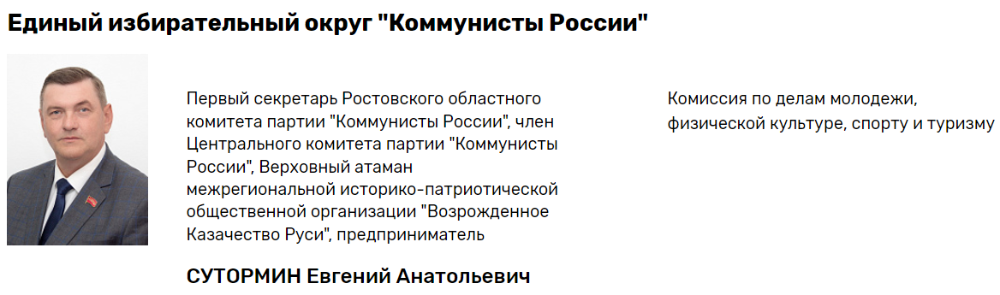 Единый избирательный округ "Коммунисты России"
Первый секретарь Ростовского областного
комитета партии "Коммунисты России", член
Центрального комитета партии "Коммунисты
России", Верховный атаман
межрегиональной историко-патриотической
общественной организации "Возрожденное
Казачество Руси", предприниматель
СУТОРМИН Евгений Анатольевич
Комиссия по делам молодежи,
физической культуре, спорту и туризму